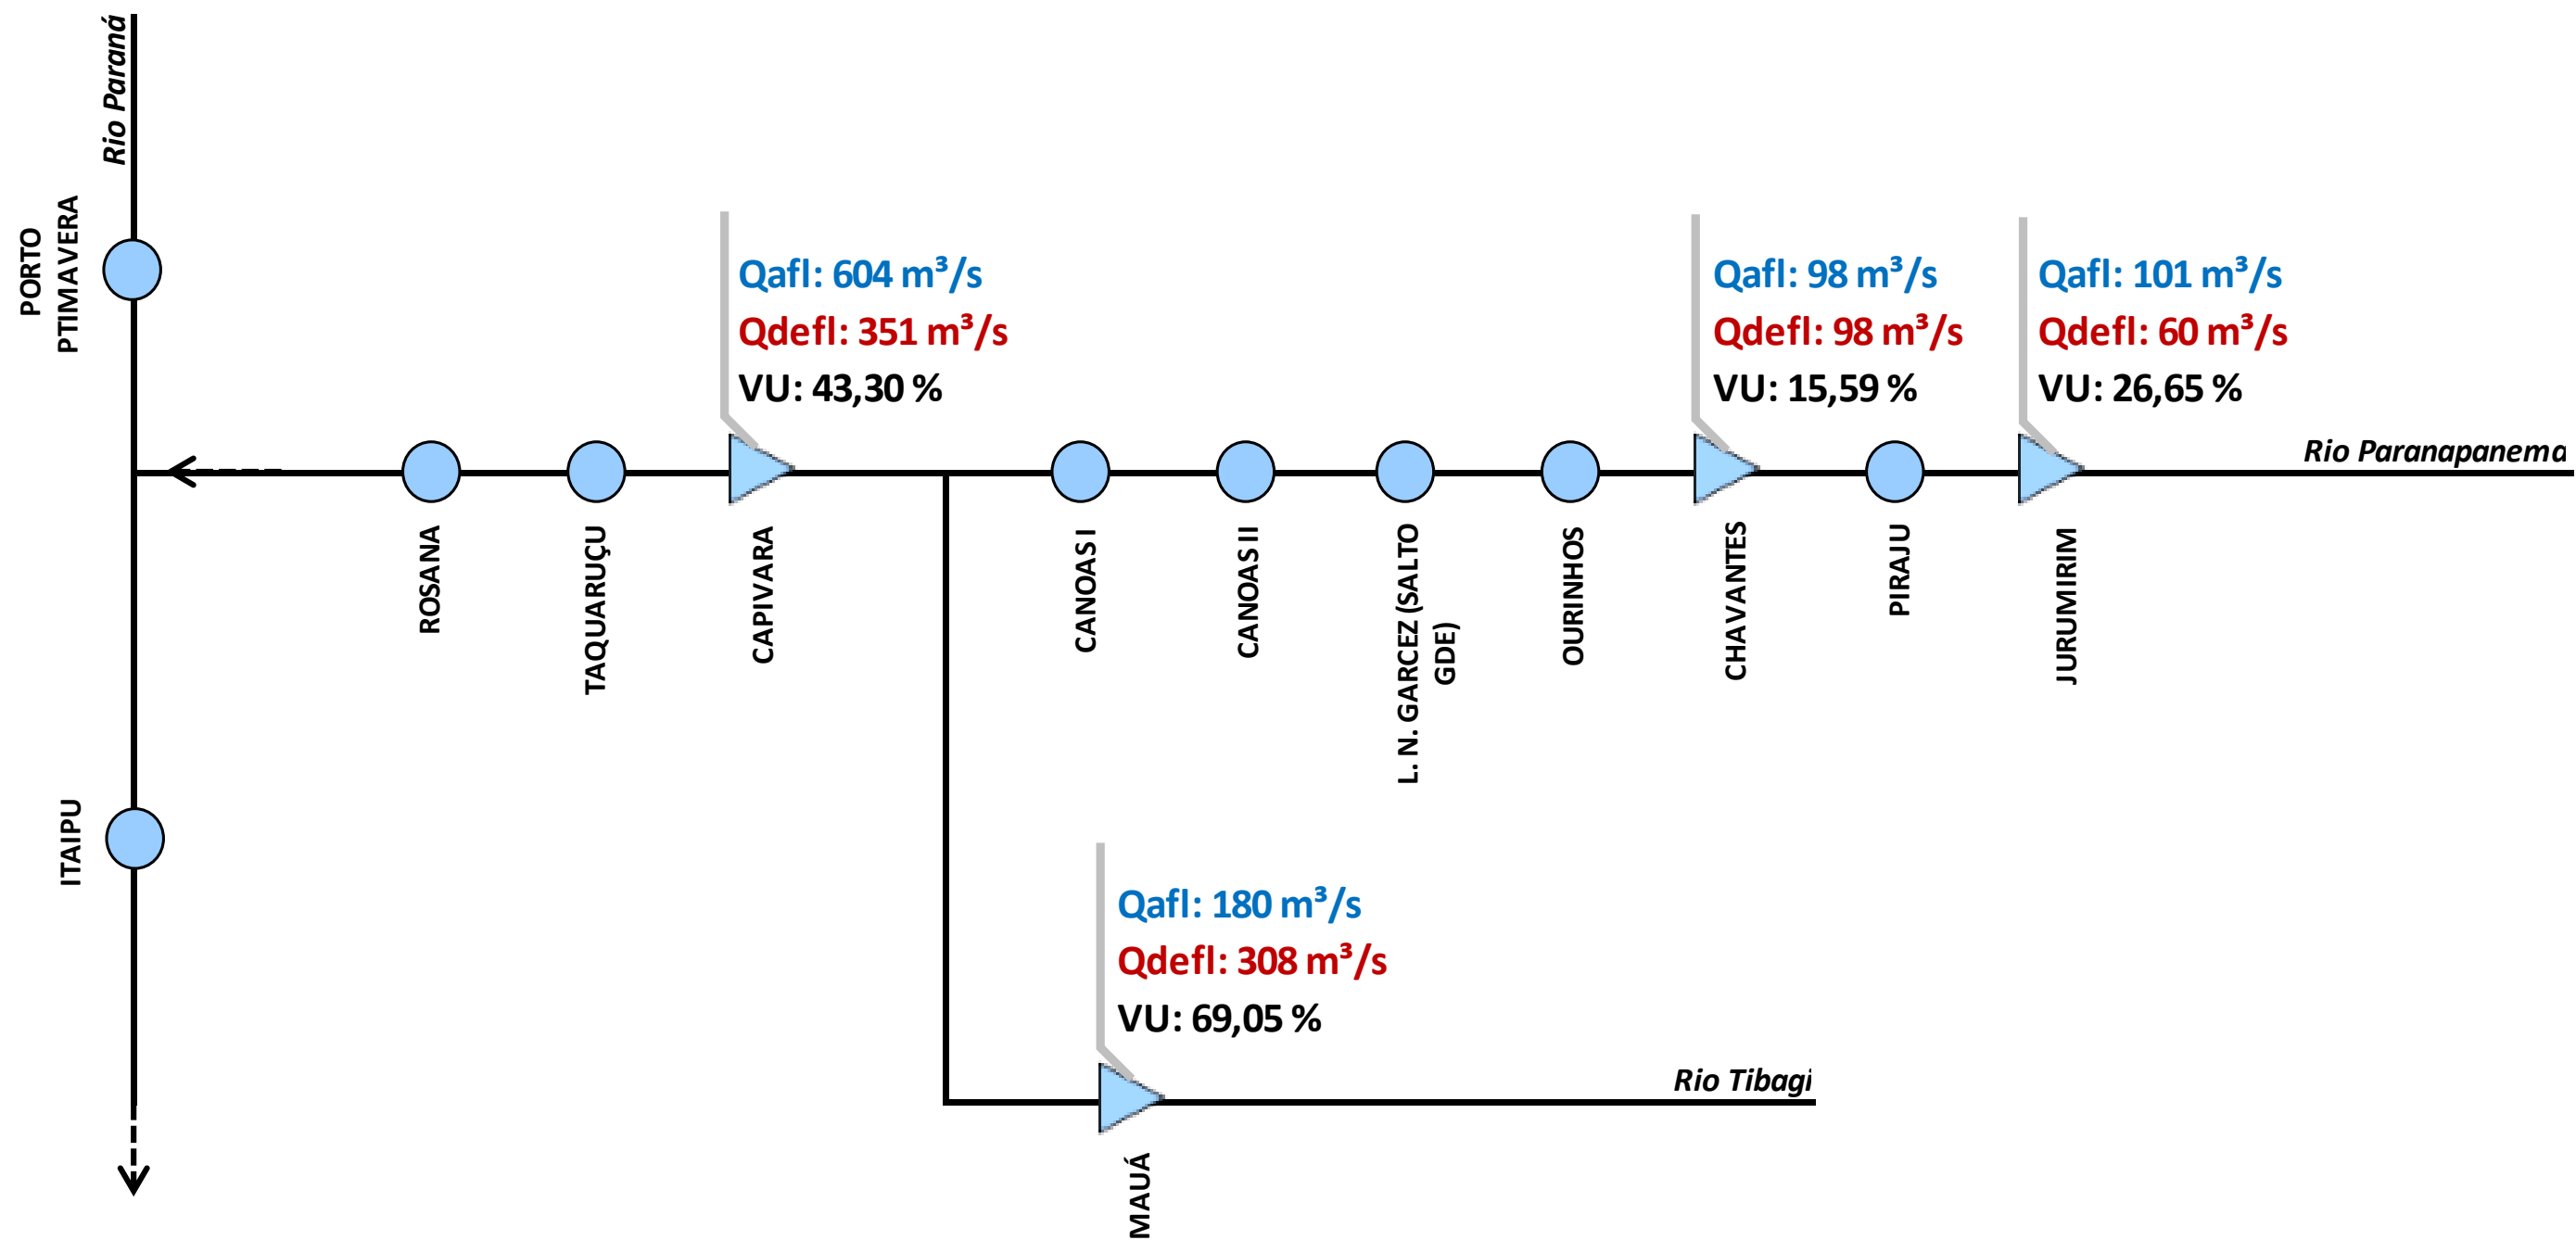 Rio Paraná
PORTO
PTIMAVERA
Qafl: 604 m³/s
Qdefl: 351 m³/s
VU: 43,30 %
Qafl: 98 m³/s
Qdefl: 98 m³/s
VU: 15,59 %
Qafl: 101 m³/s
Qdefl: 60 m³/s
VU: 26,65 %
Rio Paranapanema
ROSANA
TAQUARUÇU
CAPIVARA
CANOAS I
CANOAS II
L. N. GARCEZ (SALTO
GDE)
OURINHOS
CHAVANTES
PIRAJU
JURUMIRIM
ITAIPU
Qafl: 180 m³/s
Qdefl: 308 m³/s
VU: 69,05 %
Rio Tibagi
MAUÁ